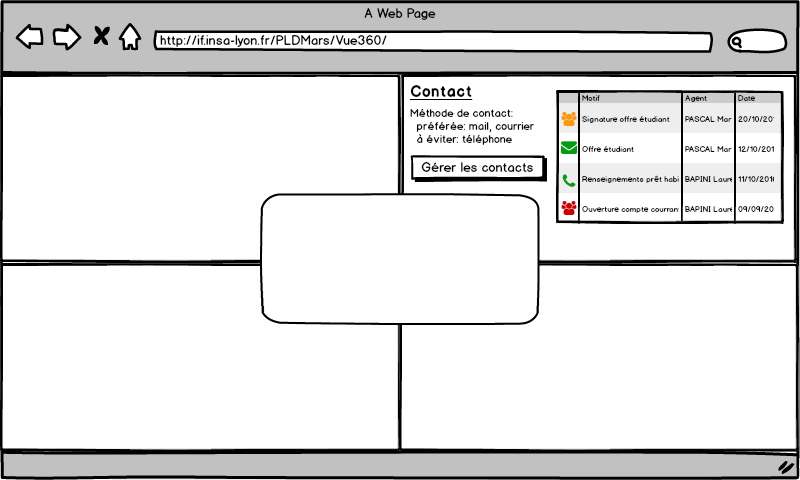 A Web Page
http://if.insa-lyon.fr/PLDMars/Vue360/
Contact
Méthode de contact:
préférée: mail, courrier
à éviter: téléphone
Gérer les contacts
Motif Agent Date
Signature offre étudiant PASCAL Mar 20/10/20
Offre étudiant PASCAL Mar 12/10/201
Renseignements prêt habi BAPINI Laure 11/10/201
Ouverture compte couran BAPINI Laure 09/09/20